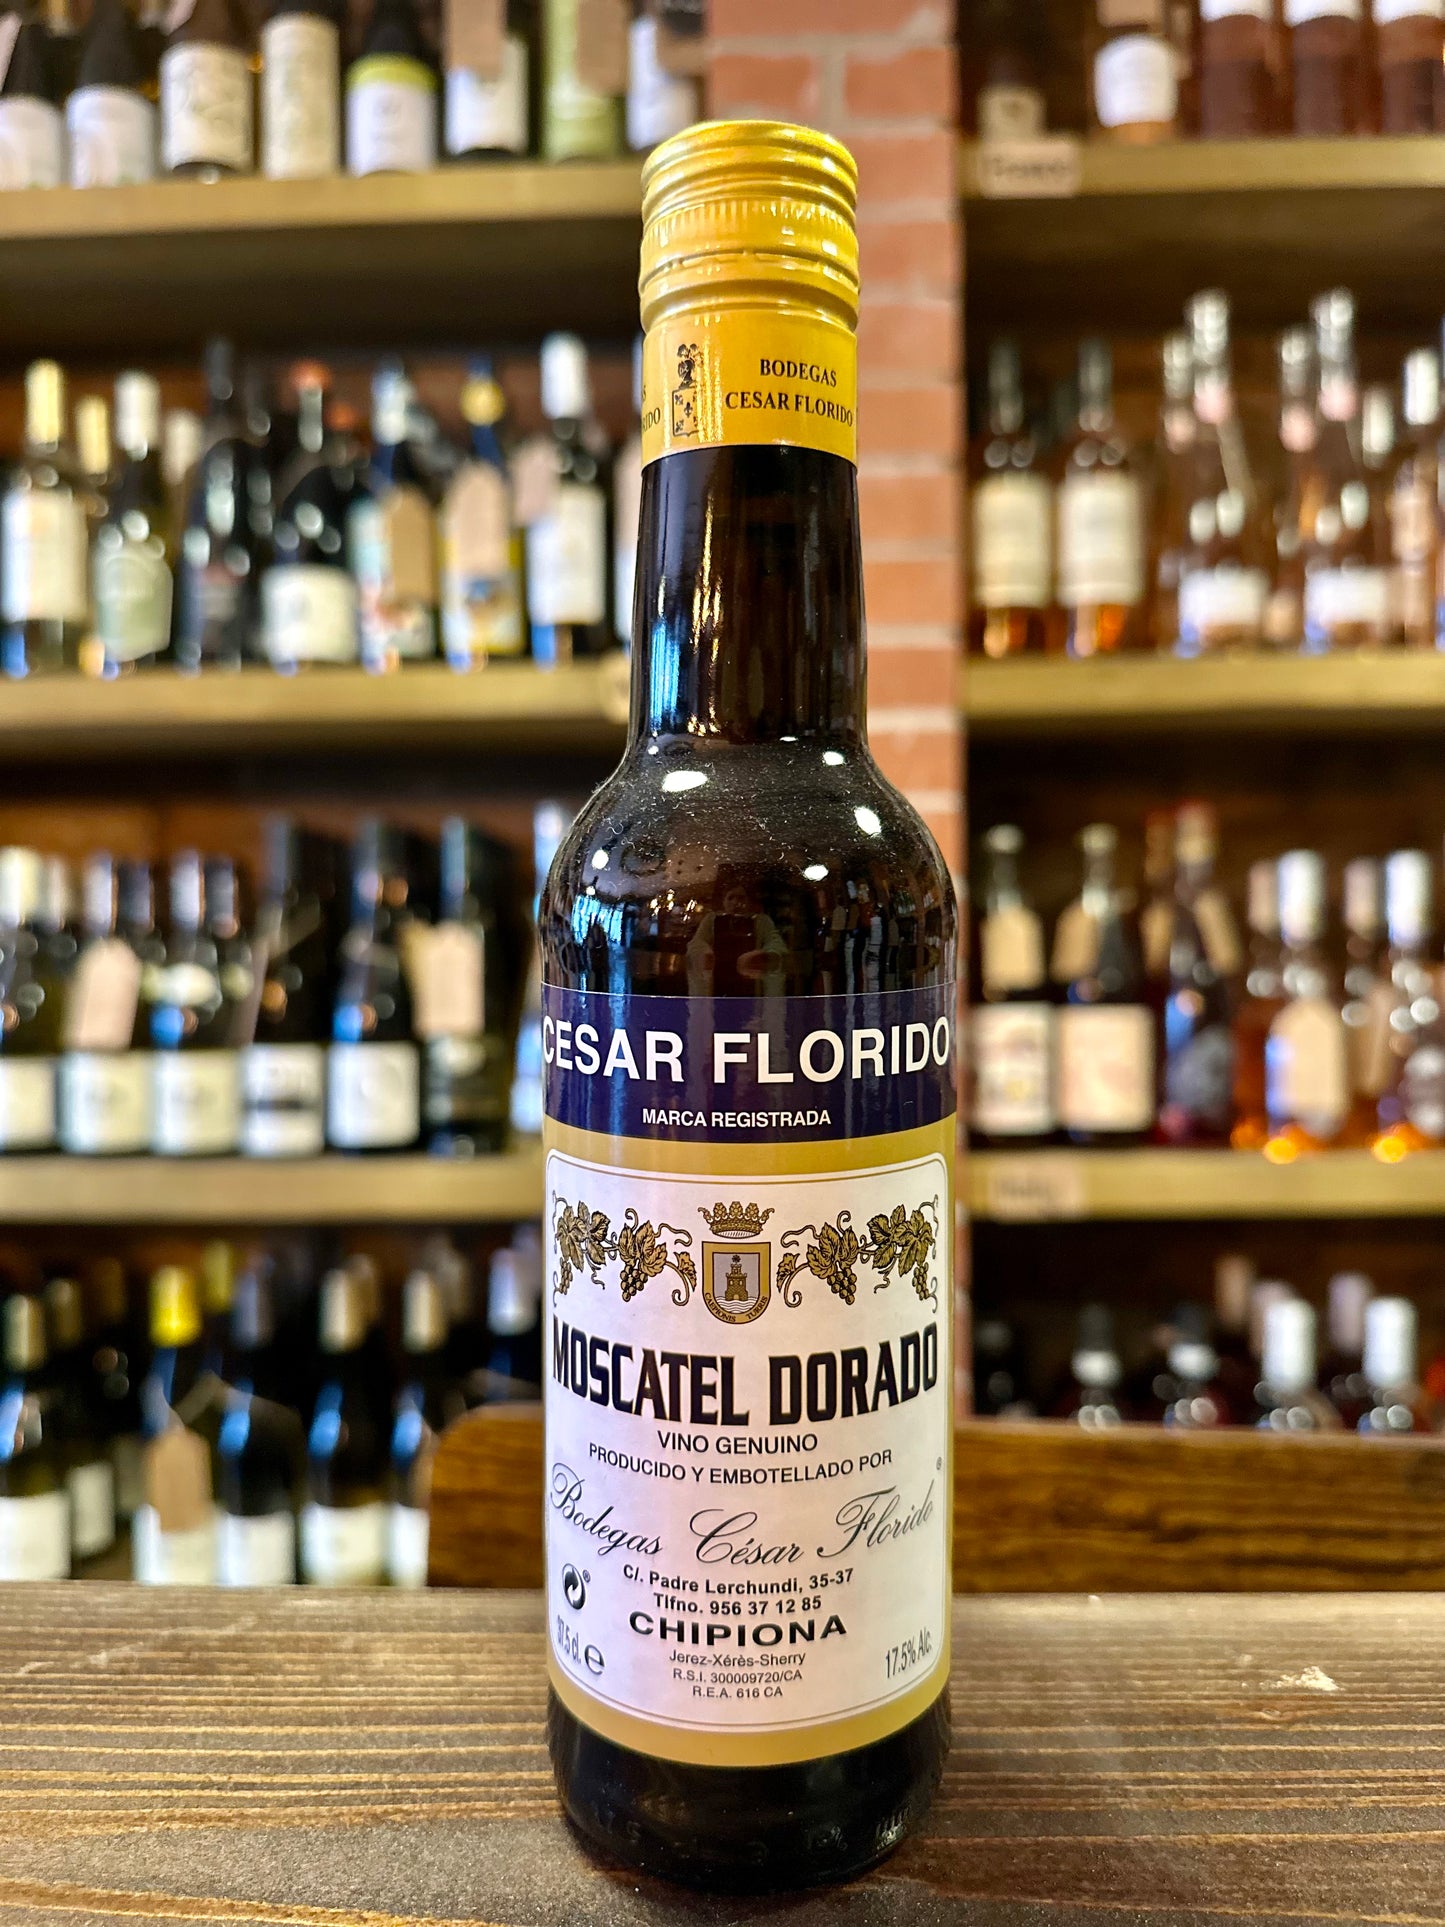 BODEGAS
CESAR FLORIDO
CESAR FLORIDO
MARCA REGISTRADA
CAEPIONIS TURRIS
MOSCATEL DORADO
VINO GENUINO
PRODUCIDO Y EMBOTELLADO POR
Bodegas César Florido ®
C/. Padre Lerchundi, 35-37
Tlfno. 956 37 12 85
CHIPIONA
37.5 cl. e
Jerez-Xérès-Sherry
17.5% Alc.
R.S.I. 300009720/CA
R.E.A. 616 CA